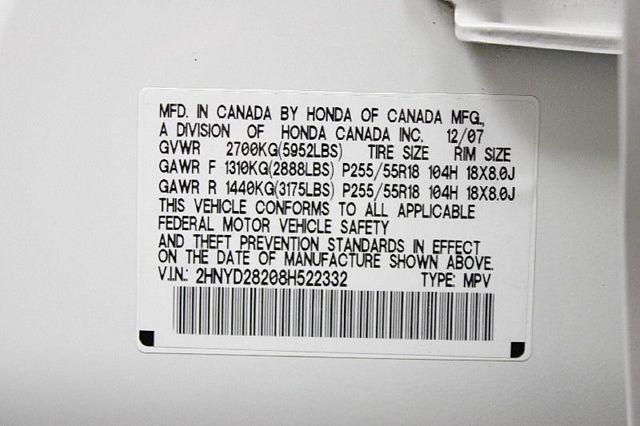 MFD. IN CANADA BY HONDA OF CANADA MFG.,
A DIVISION OF HONDA CANADA INC. 12/07
GVWR 2700KG(5952LBS) TIRE SIZE RIM SIZE
GAWR F 1310KG(2888LBS) P255/55R18 104H 18X8.0J
GAWR R 1440KG(3175LBS) P255/55R18 104H 18X8.0J
THIS VEHICLE CONFORMS TO ALL APPLICABLE
FEDERAL MOTOR VEHICLE SAFETY
AND THEFT PREVENTION STANDARDS IN EFFECT
ON THE DATE OF MANUFACTURE SHOWN ABOVE.
V.I.N.: 2HNYD28208H522332 TYPE: MPV